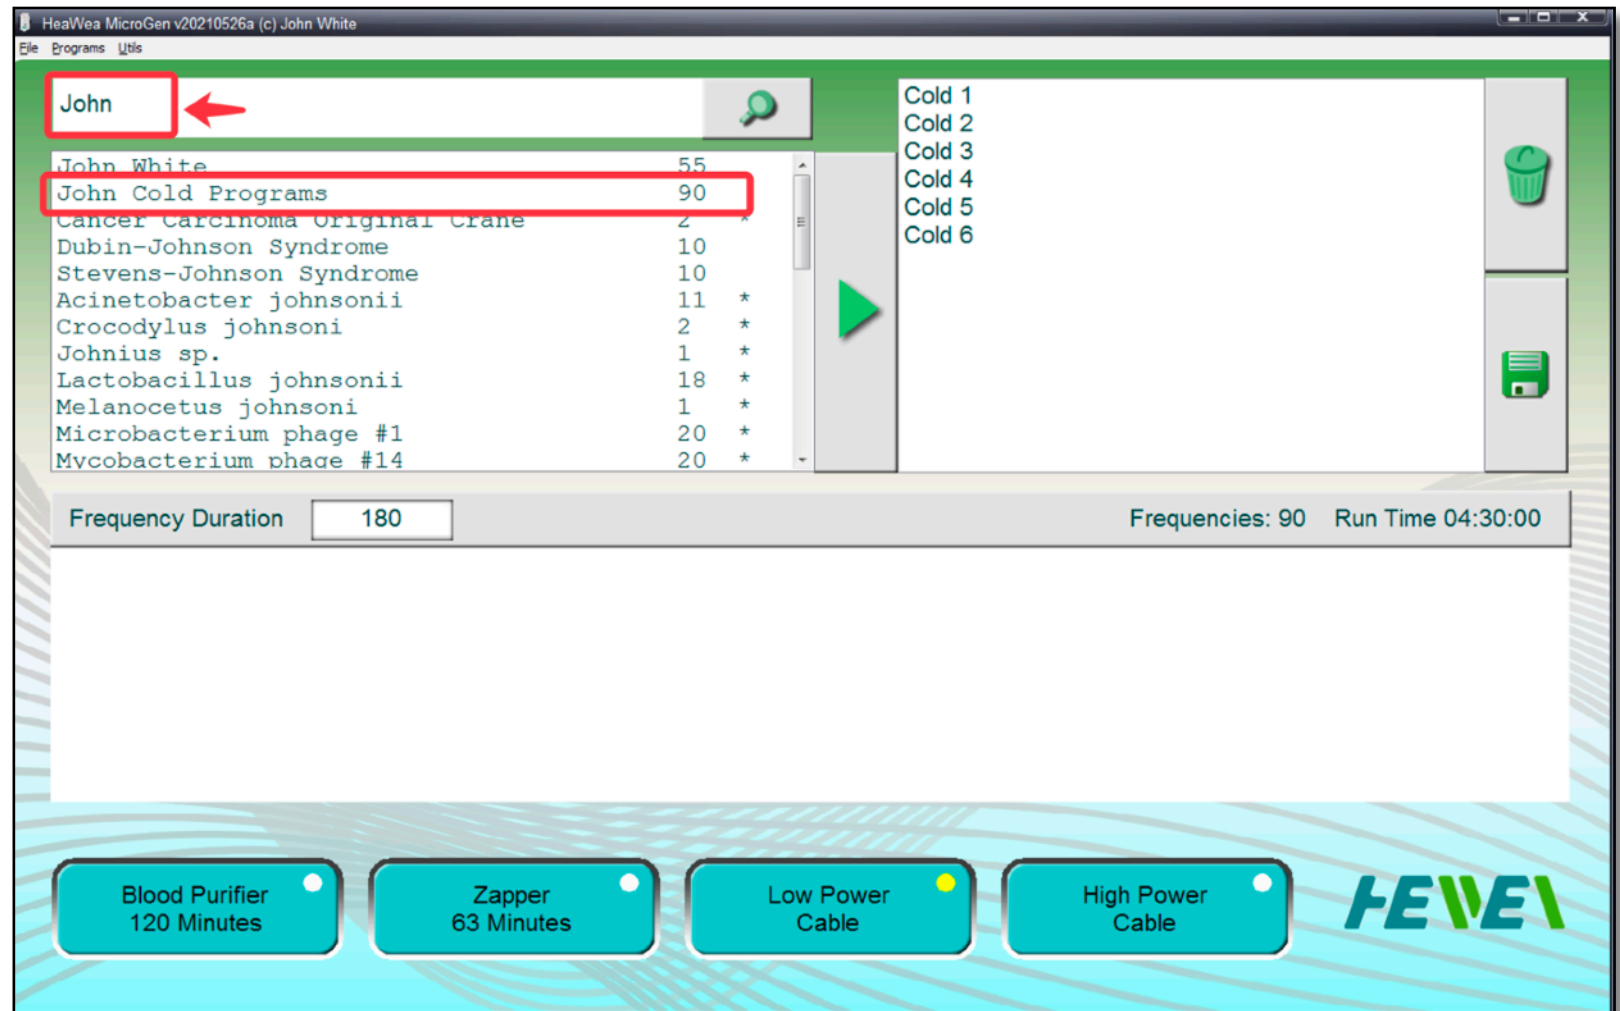 HeaWea MicroGen v20210526a (c) John White
File Programs Utils
John
John White 55
John Cold Programs 90
Cancer Carcinoma Original Crane 2 *
Dubin-Johnson Syndrome 10
Stevens-Johnson Syndrome 10
Acinetobacter johnsonii 11 *
Crocodylus johnsoni 2 *
Johnius sp. 1 *
Lactobacillus johnsonii 18 *
Melanocetus johnsoni 1 *
Microbacterium phage #1 20 *
Mycobacterium phage #14 20 *
Cold 1
Cold 2
Cold 3
Cold 4
Cold 5
Cold 6
Frequency Duration 180 Frequencies: 90 Run Time 04:30:00
Blood Purifier
120 Minutes
Zapper
63 Minutes
Low Power
Cable
High Power
Cable